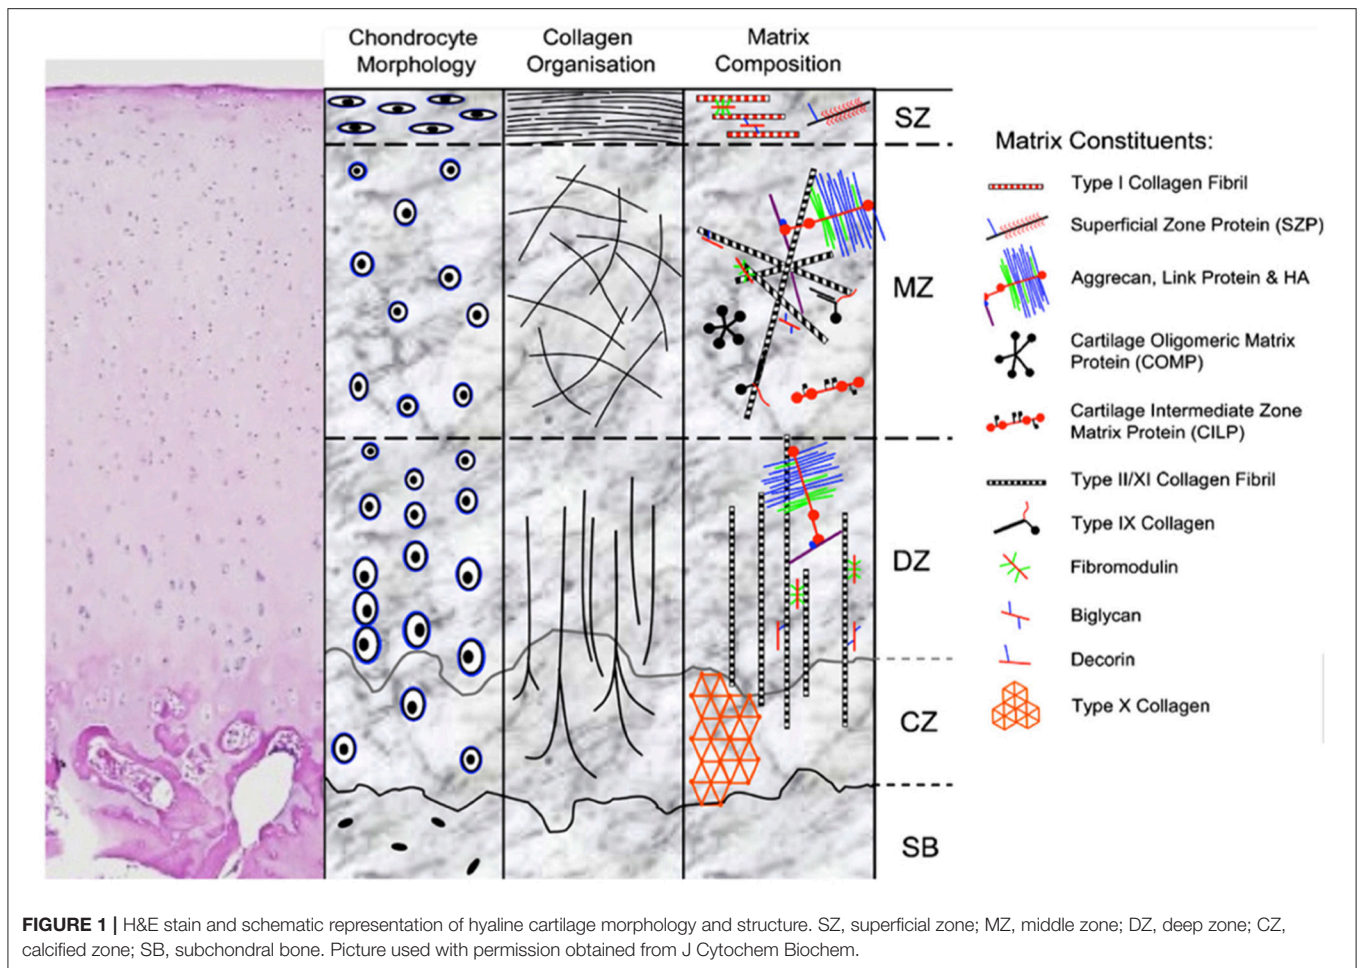 Chondrocyte
Morphology
Collagen
Organisation
Matrix
Composition
SZ
MZ
DZ
CZ
SB
Matrix Constituents:
Type I Collagen Fibril
Superficial Zone Protein (SZP)
Aggrecan, Link Protein & HA
Cartilage Oligomeric Matrix
Protein (COMP)
Cartilage Intermediate Zone
Matrix Protein (CILP)
Type II/XI Collagen Fibril
Type IX Collagen
Fibromodulin
Biglycan
Decorin
Type X Collagen
FIGURE 1 | H&E stain and schematic representation of hyaline cartilage morphology and structure. SZ, superficial zone; MZ, middle zone; DZ, deep zone; CZ,
calcified zone; SB, subchondral bone. Picture used with permission obtained from J Cytochem Biochem.